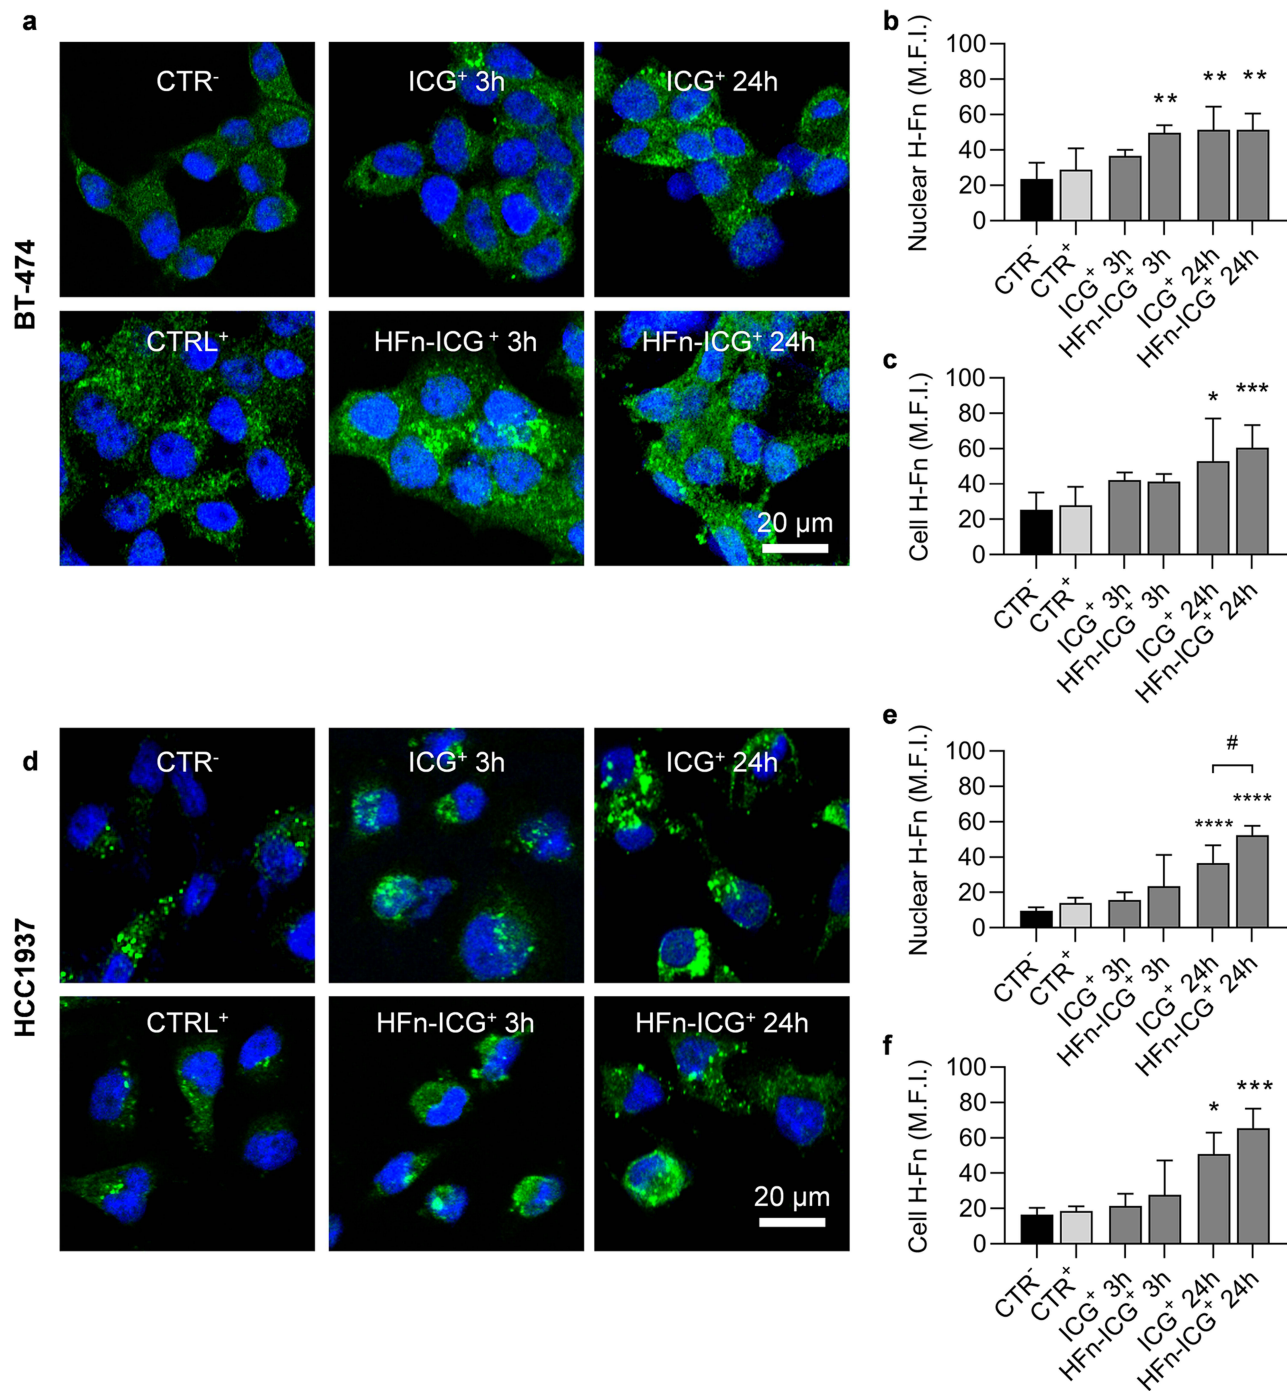 a
BT-474
CTR⁻
ICG⁺ 3h
ICG⁺ 24h
CTRL⁺
HFn-ICG⁺ 3h
HFn-ICG⁺ 24h
20 µm
b
Nuclear H-Fn (M.F.I.)
100
80
60
40
20
0
**
**
**
CTR⁻
CTR⁺
ICG⁺ 3h
HFn-ICG⁺ 3h
ICG⁺ 24h
HFn-ICG⁺ 24h
c
Cell H-Fn (M.F.I.)
100
80
60
40
20
0
*
***
CTR⁻
CTR⁺
ICG⁺ 3h
HFn-ICG⁺ 3h
ICG⁺ 24h
HFn-ICG⁺ 24h
d
HCC1937
CTR⁻
ICG⁺ 3h
ICG⁺ 24h
CTRL⁺
HFn-ICG⁺ 3h
HFn-ICG⁺ 24h
20 µm
e
Nuclear H-Fn (M.F.I.)
100
80
60
40
20
0
#
****
****
CTR⁻
CTR⁺
ICG⁺ 3h
HFn-ICG⁺ 3h
ICG⁺ 24h
HFn-ICG⁺ 24h
f
Cell H-Fn (M.F.I.)
100
80
60
40
20
0
*
***
CTR⁻
CTR⁺
ICG⁺ 3h
HFn-ICG⁺ 3h
ICG⁺ 24h
HFn-ICG⁺ 24h